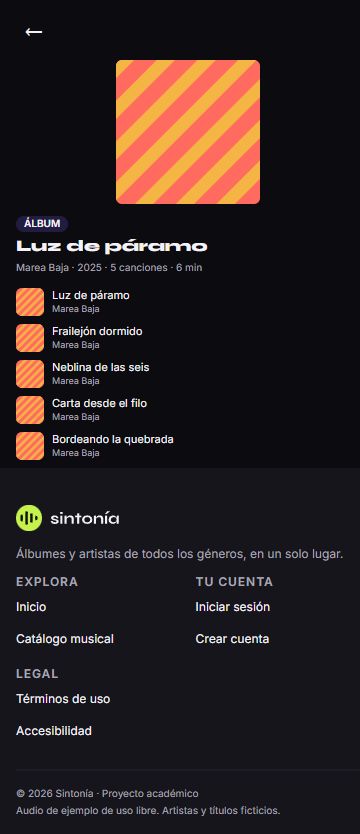 ←
ÁLBUM
Luz de páramo
Marea Baja · 2025 · 5 canciones · 6 min
Luz de páramo
Marea Baja
Frailejón dormido
Marea Baja
Neblina de las seis
Marea Baja
Carta desde el filo
Marea Baja
Bordeando la quebrada
Marea Baja
sintonía
Álbumes y artistas de todos los géneros, en un solo lugar.
EXPLORA
Inicio
Catálogo musical
TU CUENTA
Iniciar sesión
Crear cuenta
LEGAL
Términos de uso
Accesibilidad
© 2026 Sintonía · Proyecto académico
Audio de ejemplo de uso libre. Artistas y títulos ficticios.